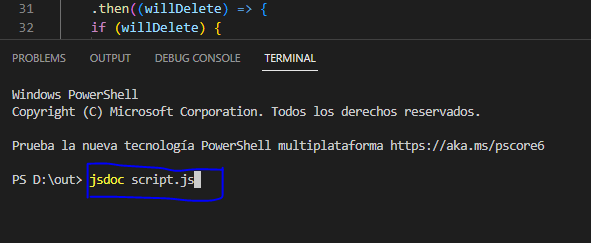 31 .then((willDelete) => {
32 if (willDelete) {
PROBLEMS OUTPUT DEBUG CONSOLE TERMINAL
Windows PowerShell
Copyright (C) Microsoft Corporation. Todos los derechos reservados.
Prueba la nueva tecnología PowerShell multiplataforma https://aka.ms/pscore6
PS D:\out> jsdoc script.js